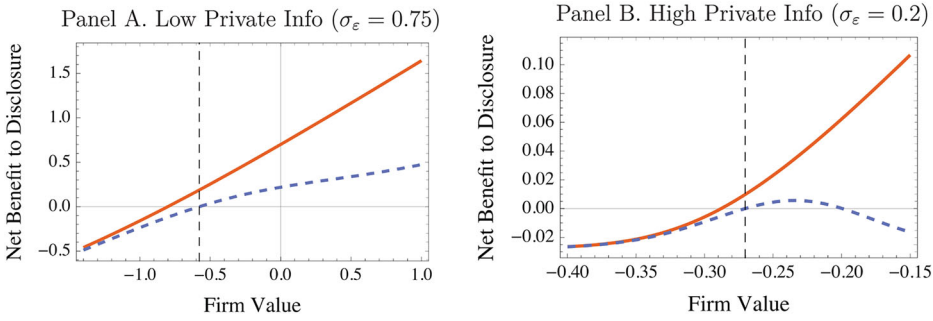 Panel A. Low Private Info (σ_ε = 0.75)
Net Benefit to Disclosure
1.5
1.0
0.5
0.0
−0.5
−1.0 −0.5 0.0 0.5 1.0
Firm Value
Panel B. High Private Info (σ_ε = 0.2)
Net Benefit to Disclosure
0.10
0.08
0.06
0.04
0.02
0.00
−0.02
−0.40 −0.35 −0.30 −0.25 −0.20 −0.15
Firm Value